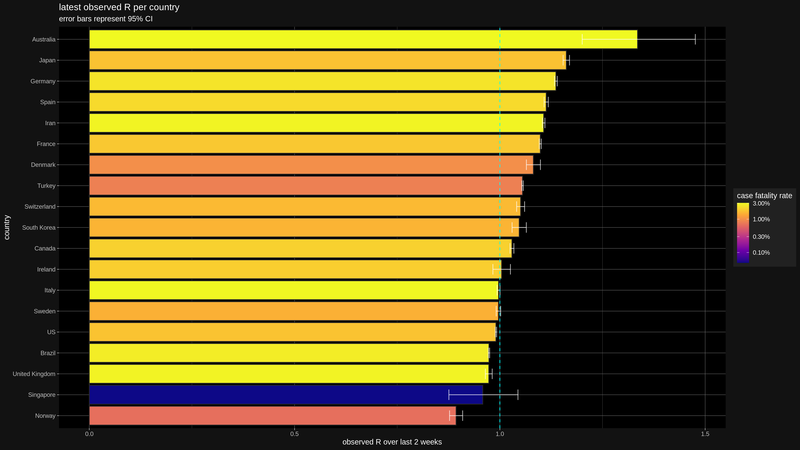 latest observed R per country
error bars represent 95% CI
country
Australia
Japan
Germany
Spain
Iran
France
Denmark
Turkey
Switzerland
South Korea
Canada
Ireland
Italy
Sweden
US
Brazil
United Kingdom
Singapore
Norway
0.0
0.5
1.0
1.5
observed R over last 2 weeks
case fatality rate
3.00%
1.00%
0.30%
0.10%